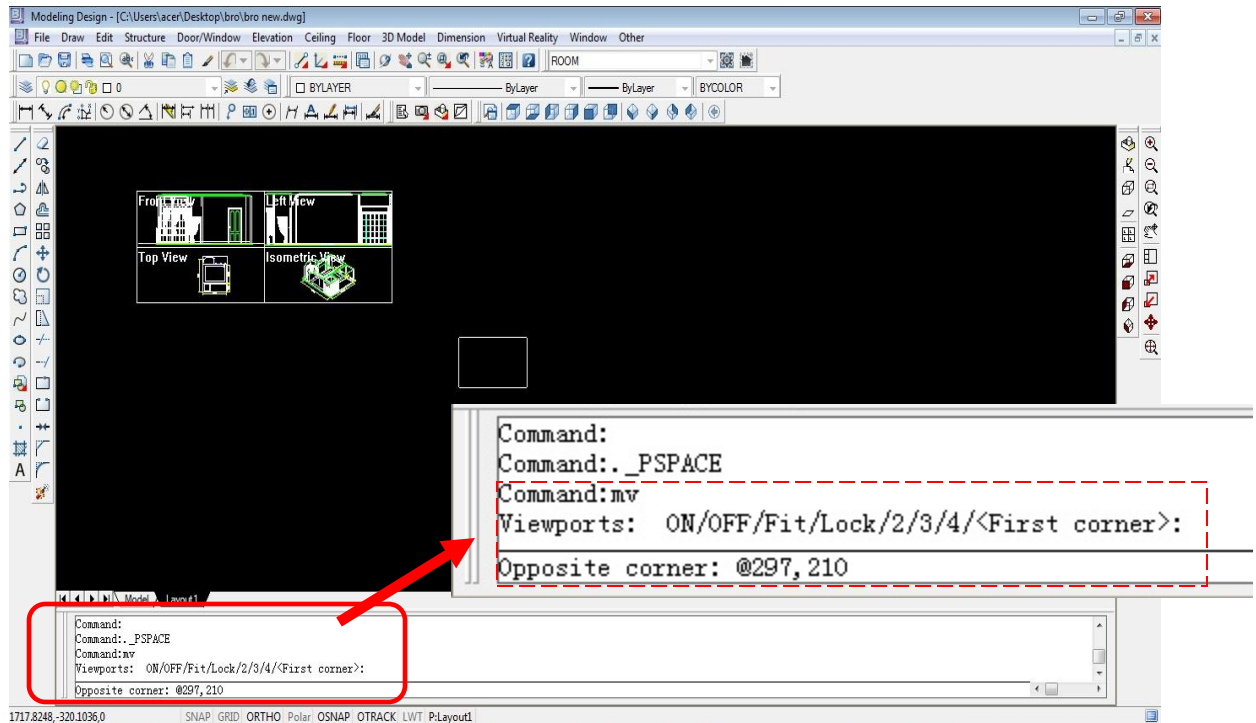 Modeling Design - [C:\Users\acer\Desktop\bro\bro new.dwg]
File Draw Edit Structure Door/Window Elevation Ceiling Floor 3D Model Dimension Virtual Reality Window Other
ROOM
0 BYLAYER ByLayer ByLayer BYCOLOR
Front View Left View
Top View Isometric View
Command:
Command:._PSPACE
Command:mv
Viewports: ON/OFF/Fit/Lock/2/3/4/<First corner>:
Opposite corner: @297,210
Model Layout1
Command:
Command:._PSPACE
Command:mv
Viewports: ON/OFF/Fit/Lock/2/3/4/<First corner>:
Opposite corner: @297,210
1717.8248,-320.1036,0 SNAP GRID ORTHO Polar OSNAP OTRACK LWT P:Layout1